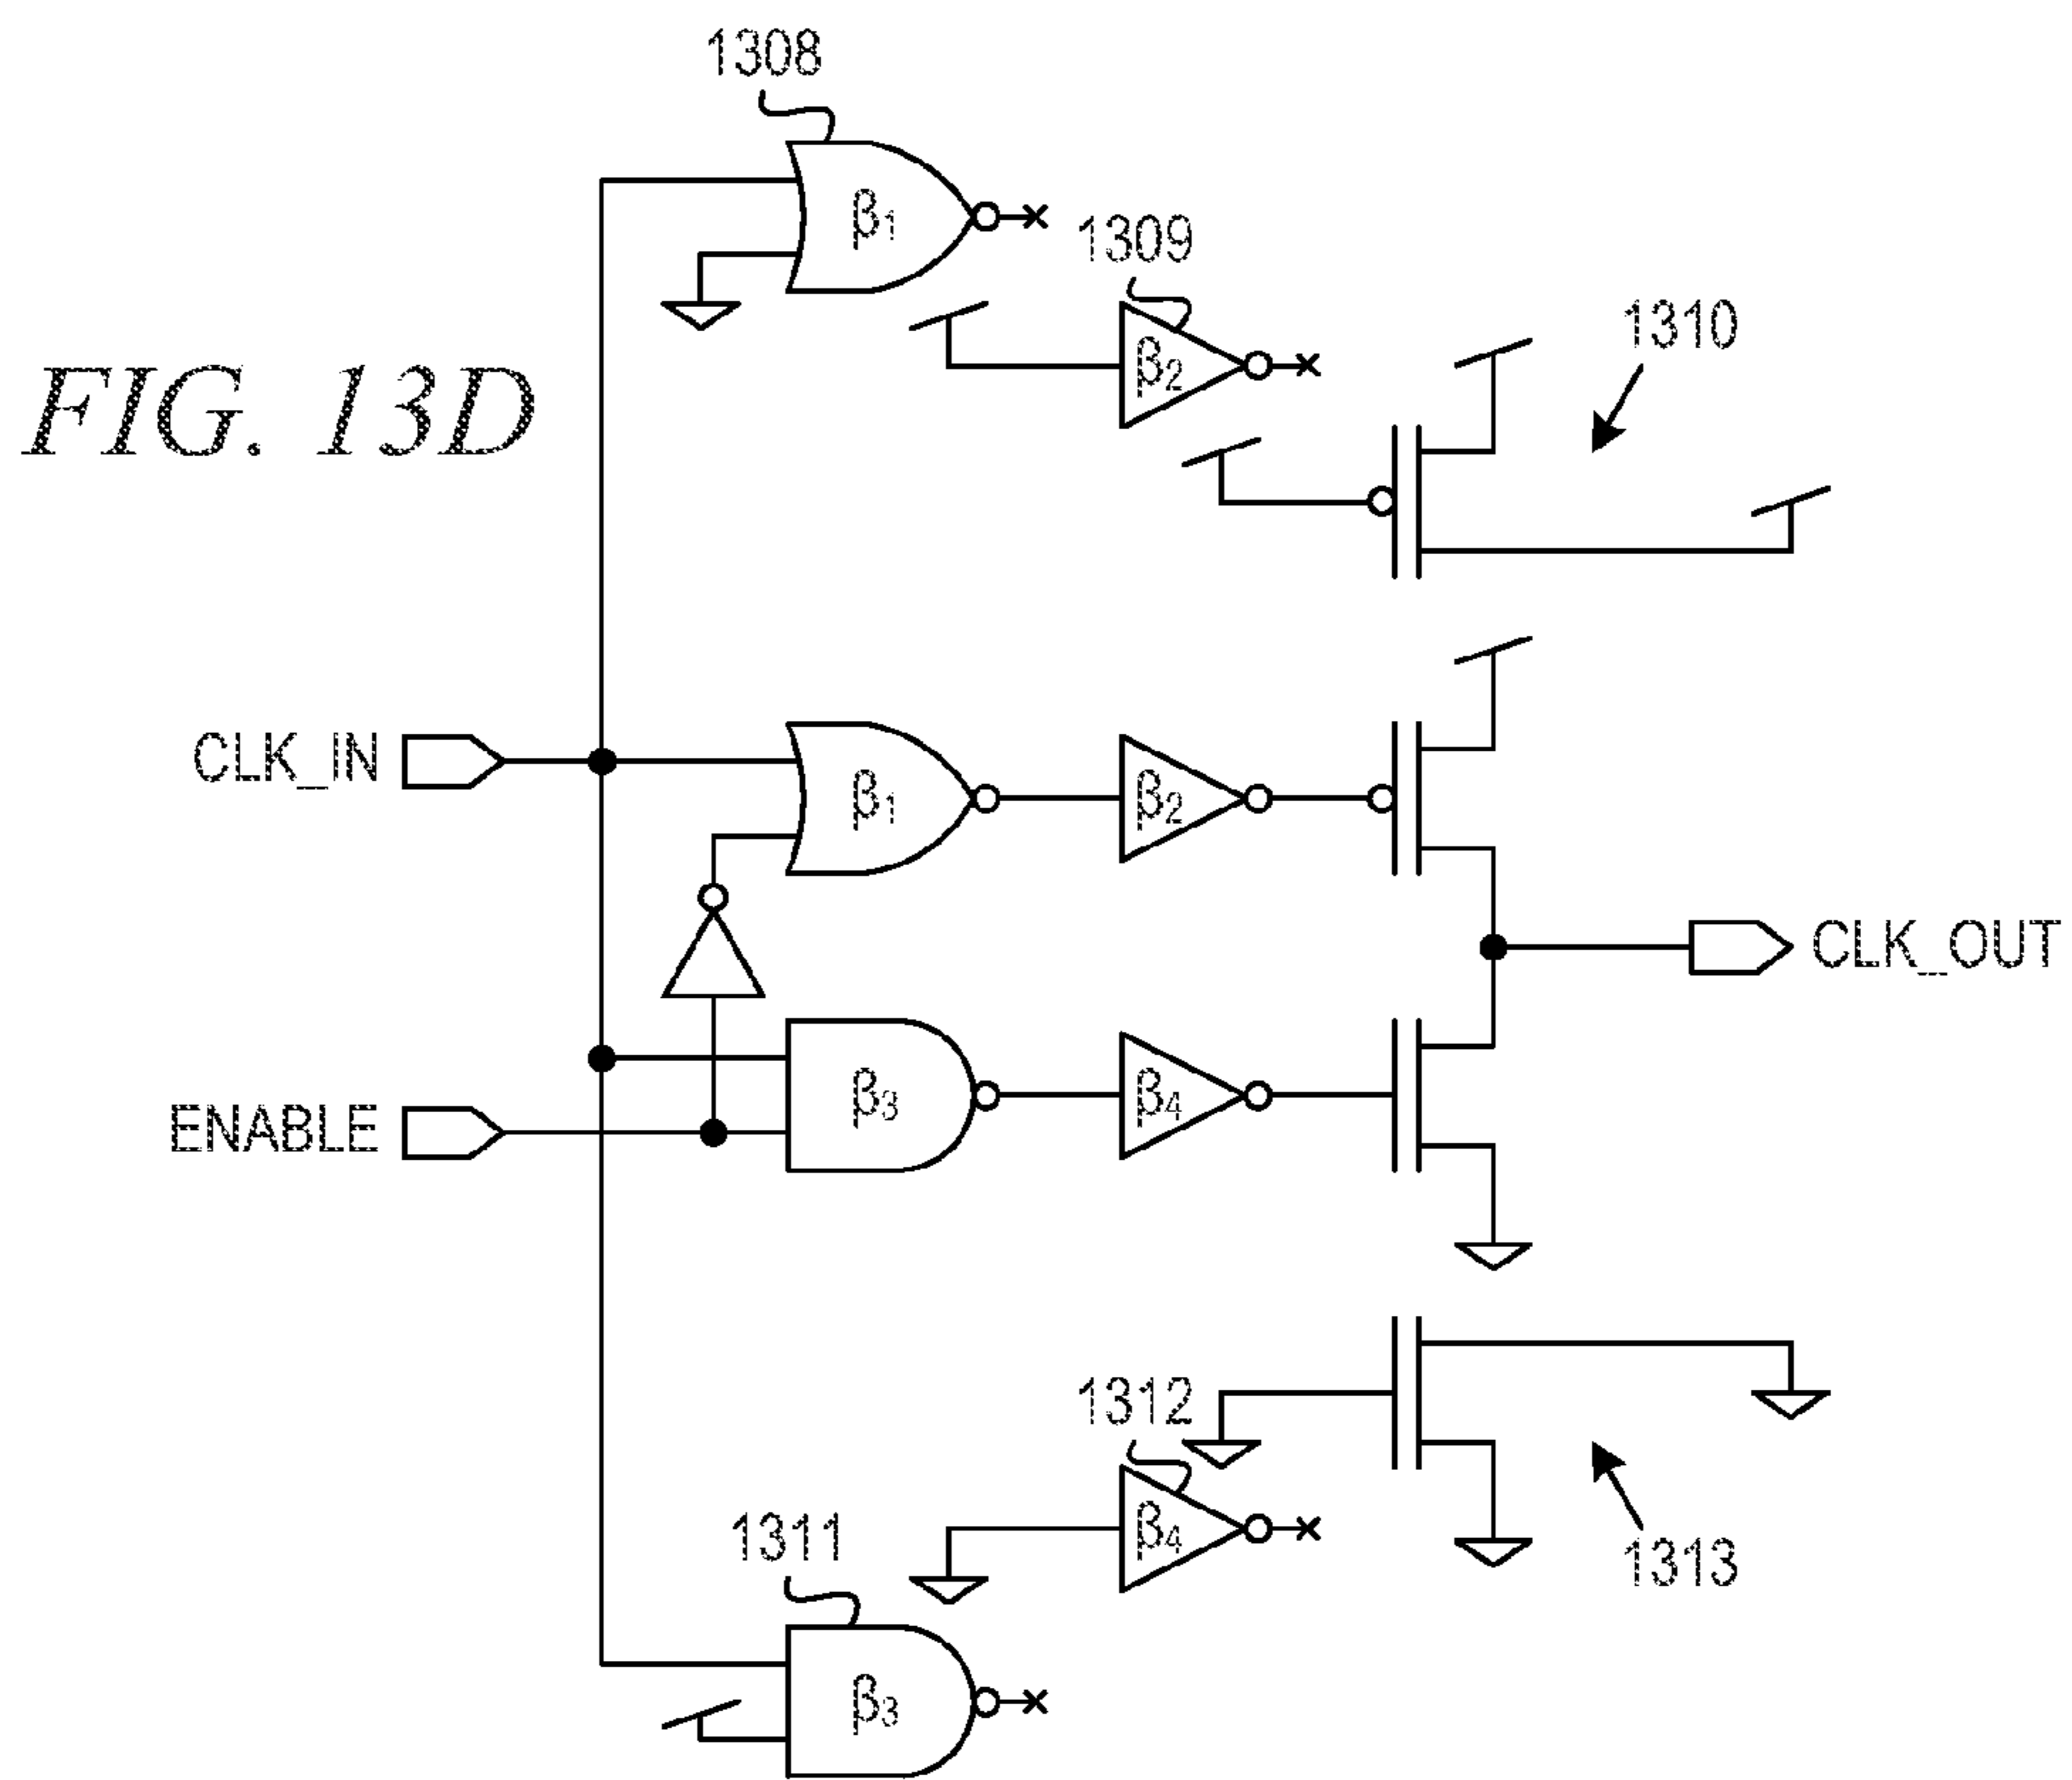 1308
β₁
1309
β₂
1310
FIG. 13D
CLK_IN
β₁
β₂
CLK_OUT
ENABLE
β₃
β₄
1312
β₄
1311
1313
β₃